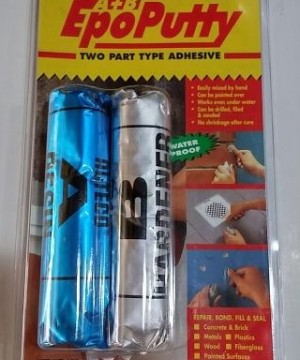 A+B
EpoPutty
TWO PART TYPE ADHESIVE
• Easily mixed by hand
• Can be painted over
• Works even under water
• Can be drilled, filed
& sanded
• No shrinkage after cure
WATER
PROOF
A
RESIN
B
HARDENER
REPAIR, BOND, FILL & SEAL
■ Concrete & Brick
■ Metals ■ Plastics
■ Wood ■ Fiberglass
■ Painted Surfaces